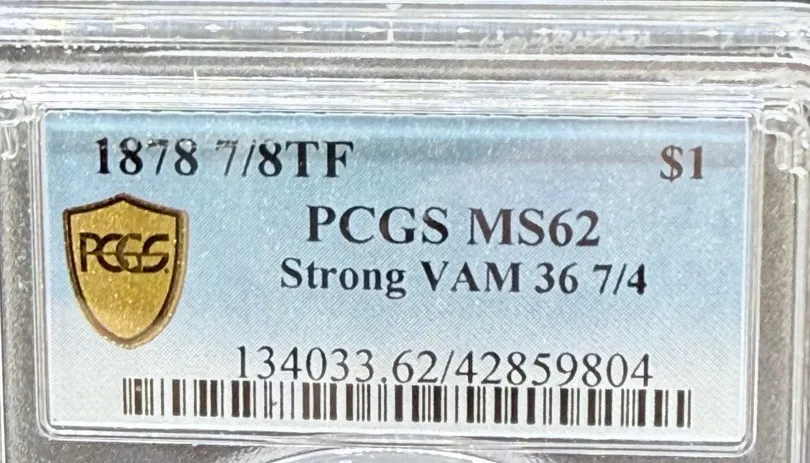 1878 7/8TF $1
PCGS MS62
PCGS
Strong VAM 36 7/4
134033.62/42859804